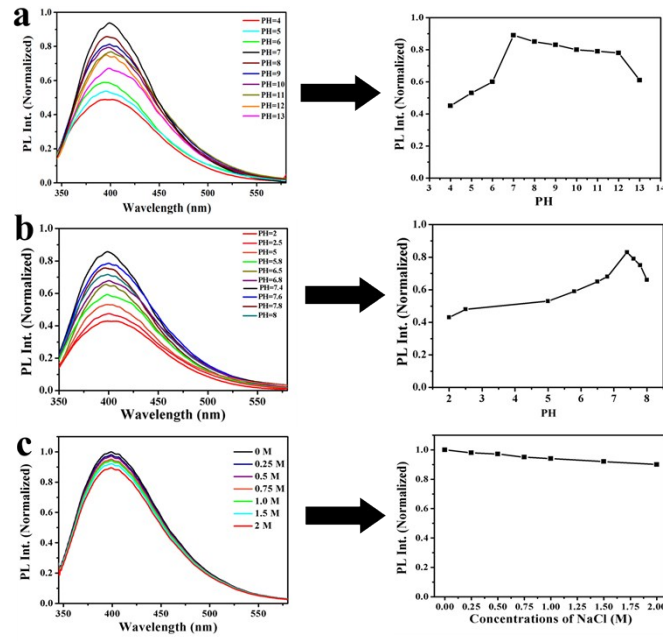 a
PL Int. (Normalized)
1.0
0.8
0.6
0.4
0.2
0.0
350 400 450 500 550
Wavelength (nm)
PH=4
PH=5
PH=6
PH=7
PH=8
PH=9
PH=10
PH=11
PH=12
PH=13
PL Int. (Normalized)
1.0
0.8
0.6
0.4
0.2
0.0
3 4 5 6 7 8 9 10 11 12 13 14
PH
b
PL Int. (Normalized)
1.0
0.8
0.6
0.4
0.2
0.0
350 400 450 500 550
Wavelength (nm)
PH=2
PH=2.5
PH=5
PH=5.8
PH=6.5
PH=6.8
PH=7.4
PH=7.6
PH=7.8
PH=8
PL Int. (Normalized)
1.0
0.8
0.6
0.4
0.2
0.0
2 3 4 5 6 7 8
PH
c
PL Int. (Normalized)
1.0
0.8
0.6
0.4
0.2
0.0
350 400 450 500 550
Wavelength (nm)
0 M
0.25 M
0.5 M
0.75 M
1.0 M
1.5 M
2 M
PL Int. (Normalized)
1.0
0.8
0.6
0.4
0.2
0.0
0.00 0.25 0.50 0.75 1.00 1.25 1.50 1.75 2.00
Concentrations of NaCl (M)